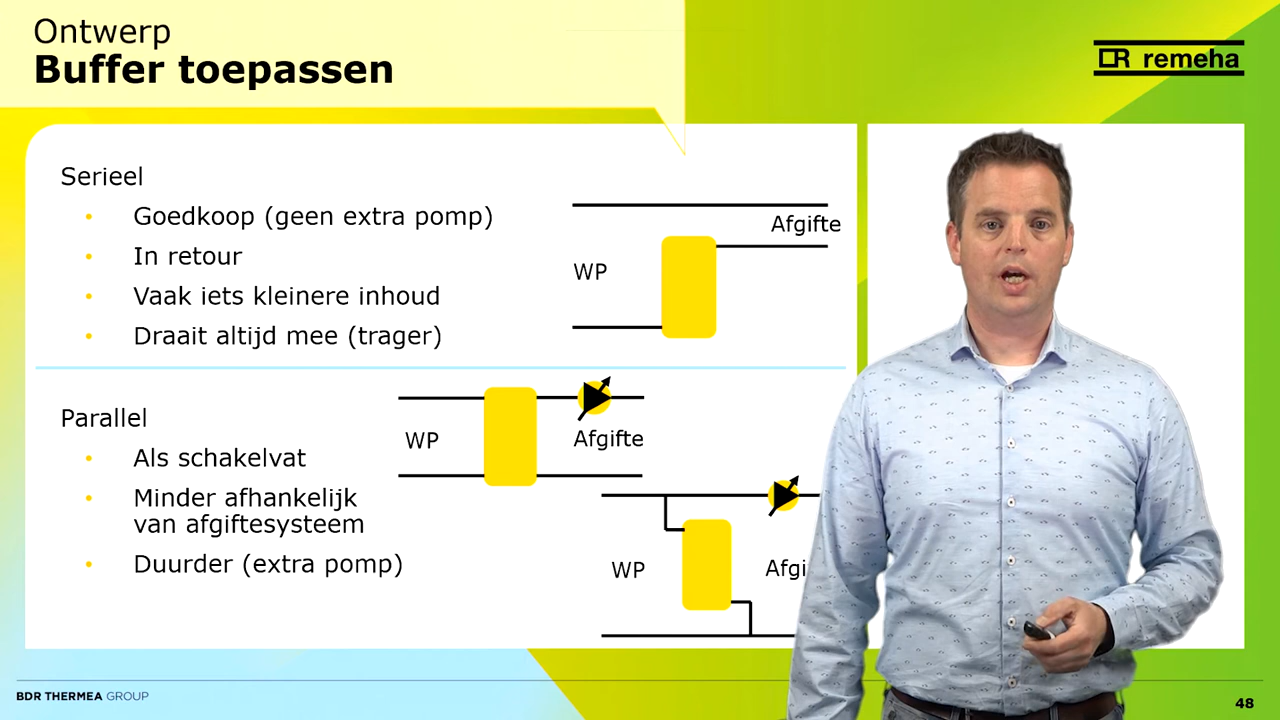 Ontwerp
Buffer toepassen
remeha
Serieel
• Goedkoop (geen extra pomp)
• In retour
• Vaak iets kleinere inhoud
• Draait altijd mee (trager)
WP
Afgifte
Parallel
• Als schakelvat
• Minder afhankelijk
van afgiftesysteem
• Duurder (extra pomp)
WP
Afgifte
WP
Afgi
BDR THERMEA GROUP
48